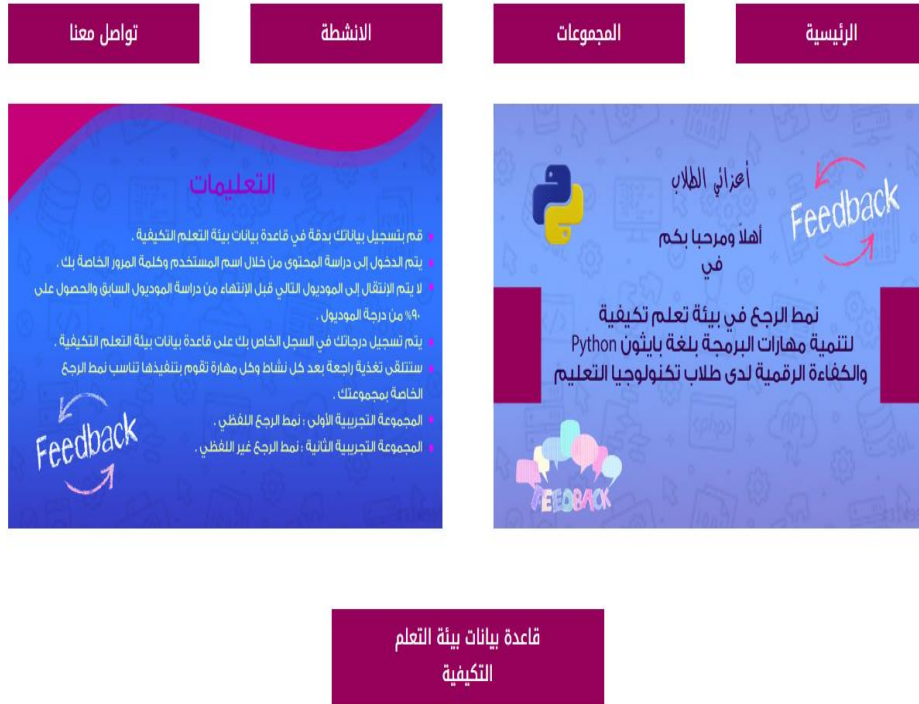 الرئيسية
المجموعات
الانشطة
تواصل معنا
أعزائي الطلاب
Feedback
أهلا ومرحبا بكم
في
نمط الرجع في بيئة تعلم تكيفية
لتنمية مهارات البرمجة بلغة بايثون Python
والكفاءة الرقمية لدى طلاب تكنولوجيا التعليم
FEEDBACK
التعليمات
قم بتسجيل بياناتك بدقة في قاعدة بيانات بيئة التعلم التكيفية .
يتم الدخول إلى دراسة المحتوى من خلال اسم المستخدم وكلمة المرور الخاصة بك .
لا يتم الإنتقال إلى الموديول التالي قبل الإنتهاء من دراسة الموديول السابق والحصول على
٩٠% من درجة الموديول .
يتم تسجيل درجاتك في السجل الخاص بك على قاعدة بيانات بيئة التعلم التكيفية .
ستتلقى تغذية راجعة بعد كل نشاط وكل مهارة تقوم بتنفيذها تناسب نمط الرجع
الخاصة بمجموعتك .
المجموعة التجريبية الأولى : نمط الرجع اللفظي .
المجموعة التجريبية الثانية : نمط الرجع غير اللفظي .
Feedback
قاعدة بيانات بيئة التعلم
التكيفية